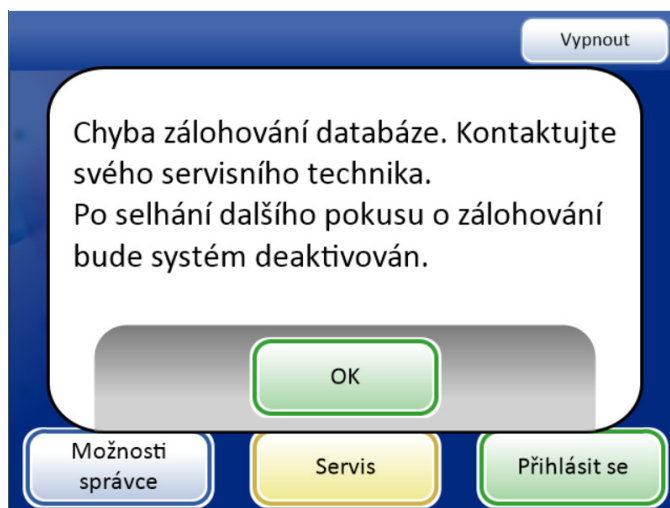 Vypnout
Chyba zálohování databáze. Kontaktujte
svého servisního technika.
Po selhání dalšího pokusu o zálohování
bude systém deaktivován.
OK
Možnosti
správce
Servis
Přihlásit se